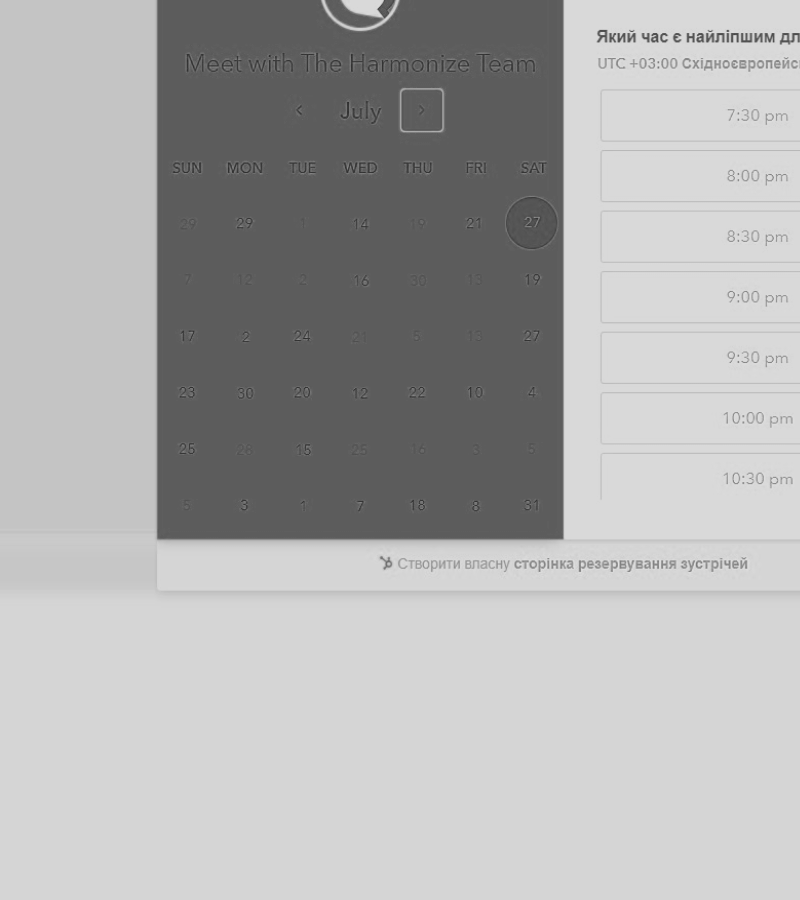 Meet with The Harmonize Team
July
SUN MON TUE WED THU FRI SAT
29 29 1 14 19 21 27
7 12 2 16 30 13 19
17 2 24 21 5 13 27
23 30 20 12 22 10 4
25 15 25 16 3 5
5 3 1 7 18 8 31
Який час є найліпшим
UTC +03:00
7:30 pm
8:00 pm
8:30 pm
9:00 pm
9:30 pm
10:00 pm
10:30 pm
Створити власну сторінка резервування зустрічей